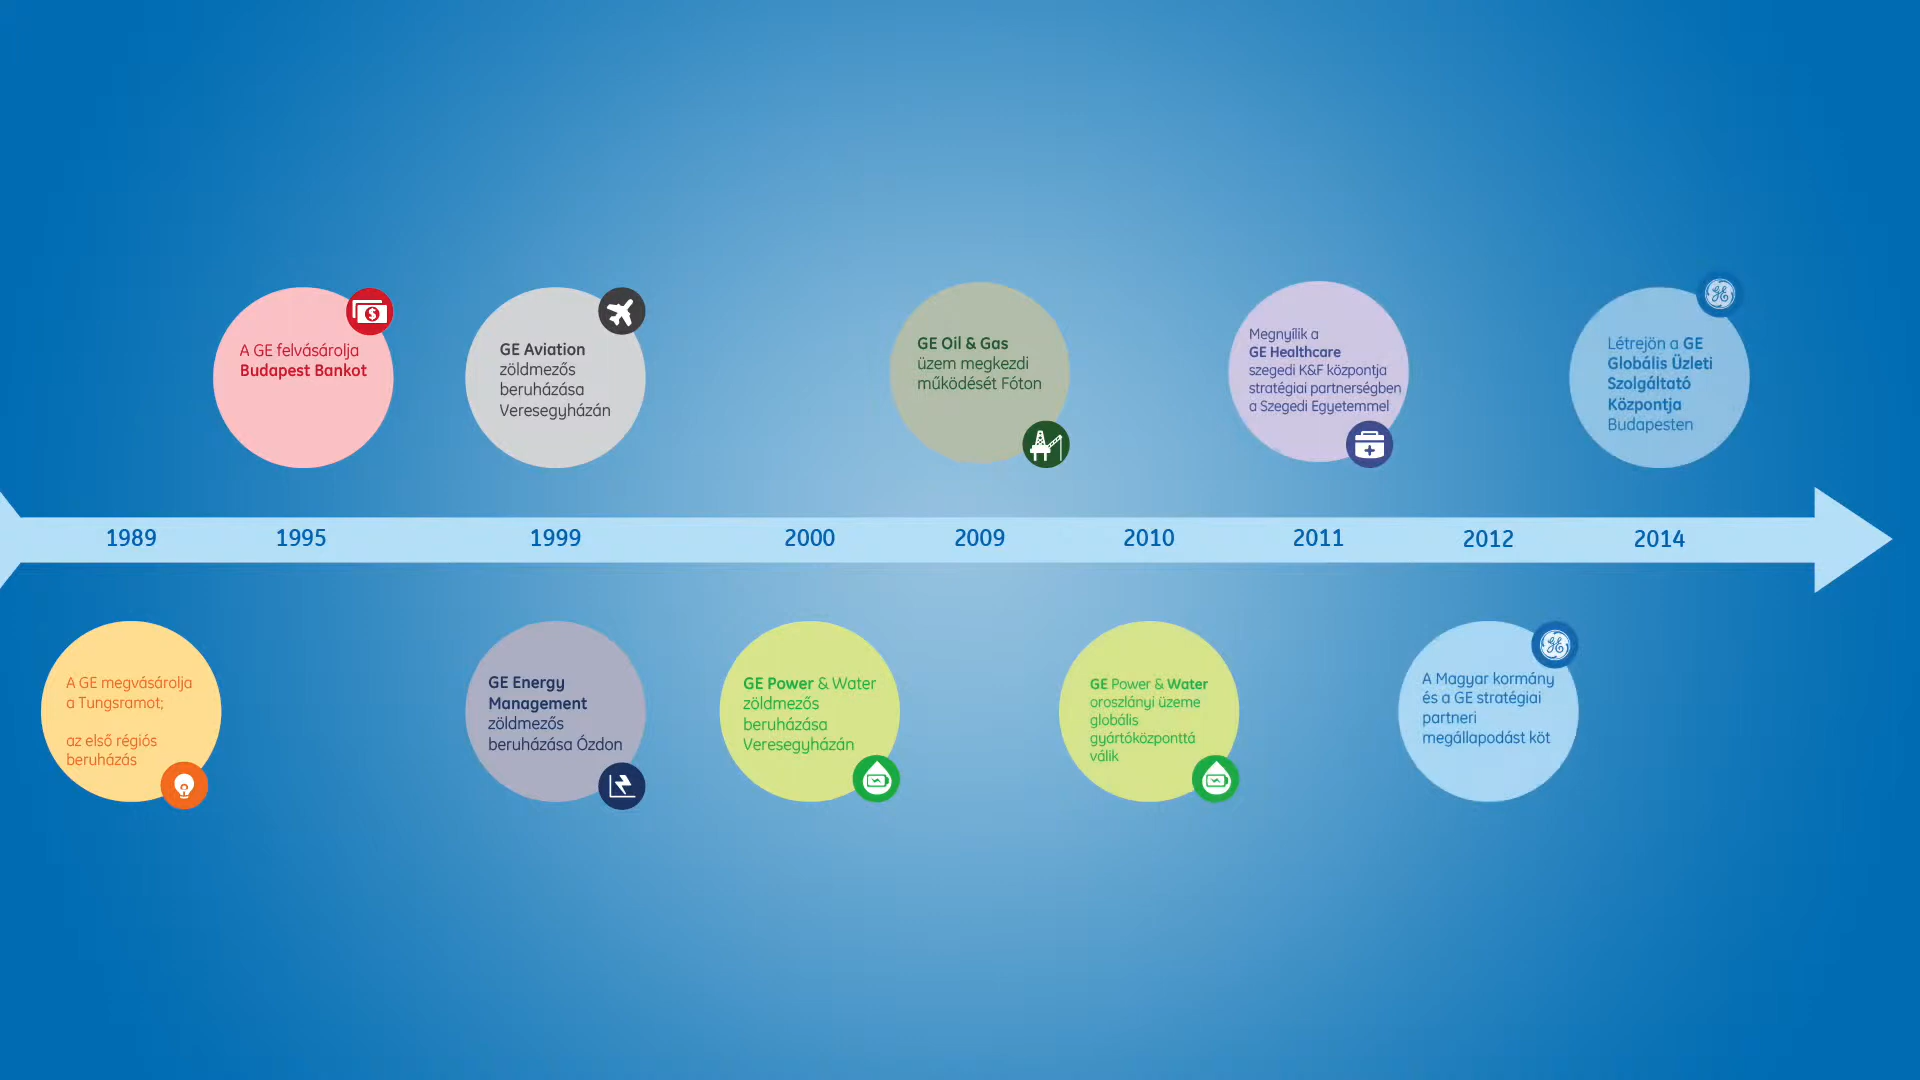 A GE felvásárolja
Budapest Bankot
GE Aviation
zöldmezős
beruházása
Veresegyházán
GE Oil & Gas
üzem megkezdi
működését Fóton
Megnyílik a
GE Healthcare
szegedi K&F központja
stratégiai partnerségben
a Szegedi Egyetemmel
Létrejön a GE
Globális Üzleti
Szolgáltató
Központja
Budapesten
1989 1995 1999 2000 2009 2010 2011 2012 2014
A GE megvásárolja
a Tungsramot;
az első régiós
beruházás
GE Energy
Management
zöldmezős
beruházása Ózdon
GE Power & Water
zöldmezős
beruházása
Veresegyházán
GE Power & Water
oroszlányi üzeme
globális
gyártóközponttá
válik
A Magyar kormány
és a GE stratégiai
partneri
megállapodást köt